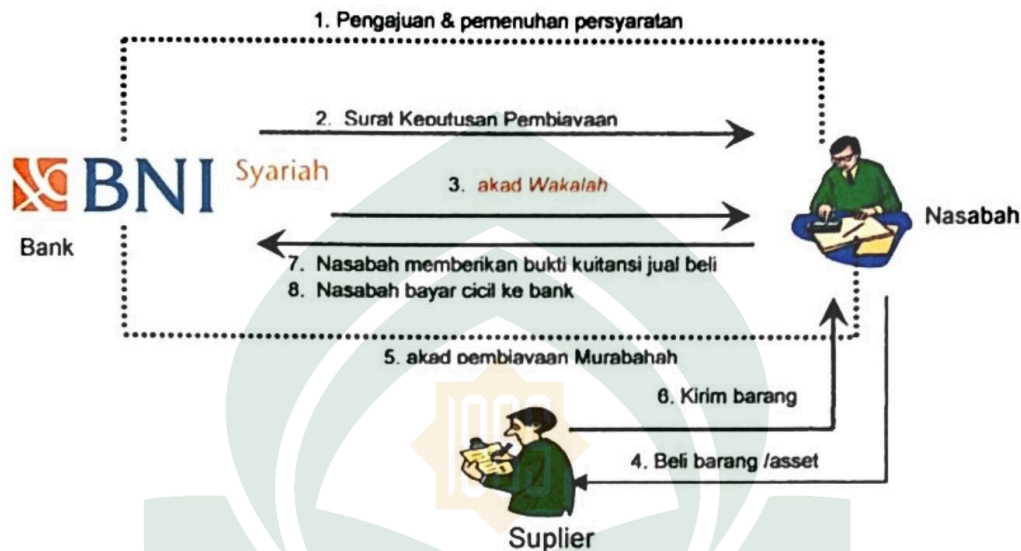 1. Pengajuan & pemenuhan persyaratan
2. Surat Keputusan Pembiayaan
BNI Syariah
3. akad Wakalah
Nasabah
Bank
7. Nasabah memberikan bukti kuitansi jual beli
8. Nasabah bayar cicil ke bank
5. akad pembiayaan Murabahah
6. Kirim barang
4. Beli barang /asset
Suplier